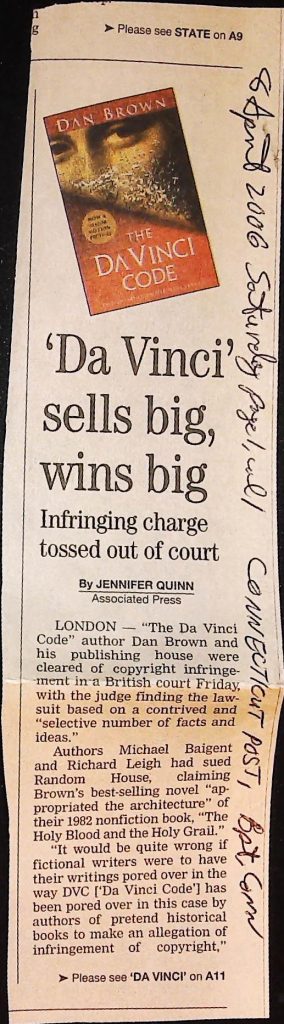 ➤ Please see STATE on A9
DAN BROWN
NOW A
MAJOR MOTION
PICTURE
THE
DA VINCI
CODE
'Da Vinci'
sells big,
wins big
Infringing charge
tossed out of court
By JENNIFER QUINN
Associated Press
LONDON — "The Da Vinci
Code" author Dan Brown and
his publishing house were
cleared of copyright infringe-
ment in a British court Friday,
with the judge finding the law-
suit based on a contrived and
"selective number of facts and
ideas."
Authors Michael Baigent
and Richard Leigh had sued
Random House, claiming
Brown's best-selling novel "ap-
propriated the architecture" of
their 1982 nonfiction book, "The
Holy Blood and the Holy Grail."
"It would be quite wrong if
fictional writers were to have
their writings pored over in the
way DVC ['Da Vinci Code'] has
been pored over in this case by
authors of pretend historical
books to make an allegation of
infringement of copyright,"
➤ Please see 'DA VINCI' on A11
8 April 2006 Saturday page 1, col 1 CONNECTICUT POST, Bpt, Conn